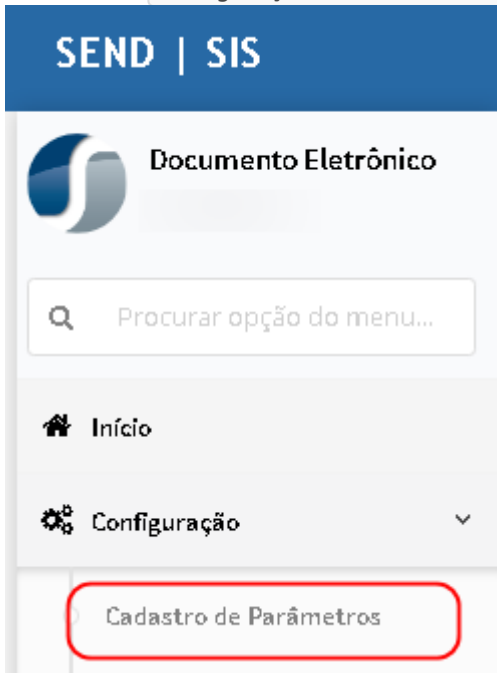 SEND | SIS
Documento Eletrônico
Procurar opção do menu...
Início
Configuração
Cadastro de Parâmetros